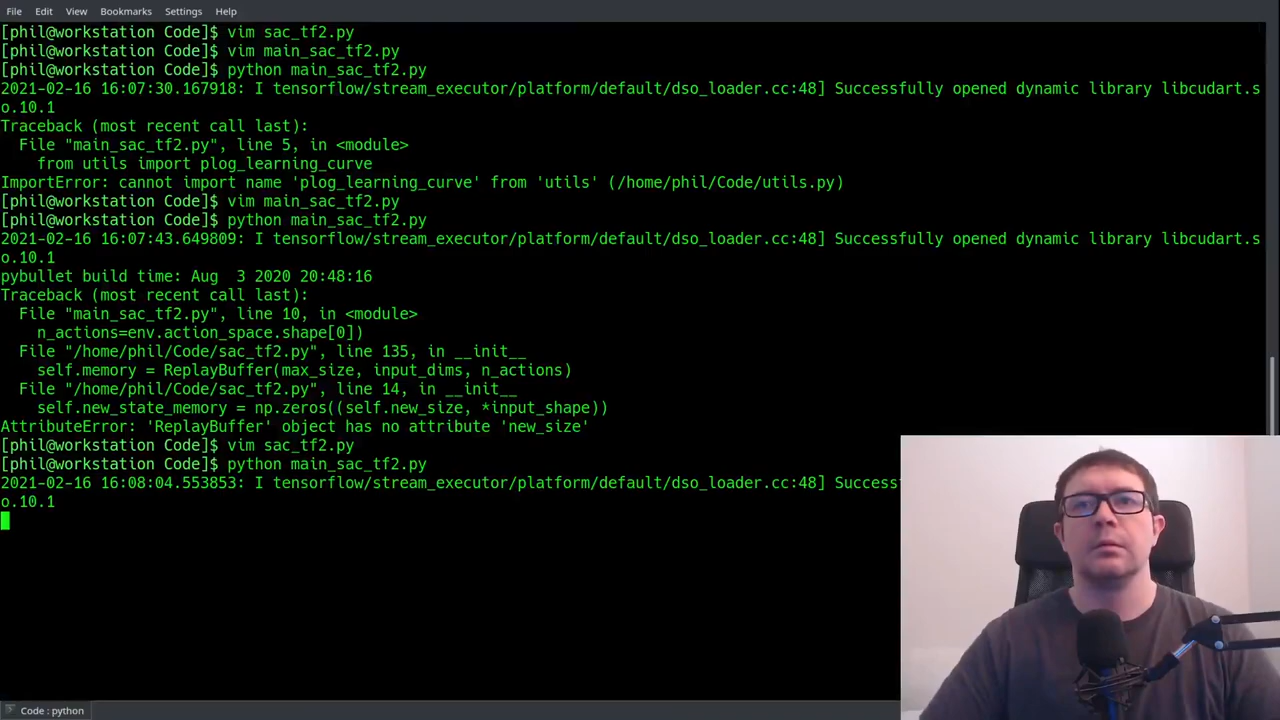 File Edit View Bookmarks Settings Help
[phil@workstation Code]$ vim sac_tf2.py
[phil@workstation Code]$ vim main_sac_tf2.py
[phil@workstation Code]$ python main_sac_tf2.py
2021-02-16 16:07:30.167918: I tensorflow/stream_executor/platform/default/dso_loader.cc:48] Successfully opened dynamic library libcudart.s
o.10.1
Traceback (most recent call last):
  File "main_sac_tf2.py", line 5, in <module>
    from utils import plog_learning_curve
ImportError: cannot import name 'plog_learning_curve' from 'utils' (/home/phil/Code/utils.py)
[phil@workstation Code]$ vim main_sac_tf2.py
[phil@workstation Code]$ python main_sac_tf2.py
2021-02-16 16:07:43.649809: I tensorflow/stream_executor/platform/default/dso_loader.cc:48] Successfully opened dynamic library libcudart.s
o.10.1
pybullet build time: Aug  3 2020 20:48:16
Traceback (most recent call last):
  File "main_sac_tf2.py", line 10, in <module>
    n_actions=env.action_space.shape[0])
  File "/home/phil/Code/sac_tf2.py", line 135, in __init__
    self.memory = ReplayBuffer(max_size, input_dims, n_actions)
  File "/home/phil/Code/sac_tf2.py", line 14, in __init__
    self.new_state_memory = np.zeros((self.new_size, *input_shape))
AttributeError: 'ReplayBuffer' object has no attribute 'new_size'
[phil@workstation Code]$ vim sac_tf2.py
[phil@workstation Code]$ python main_sac_tf2.py
2021-02-16 16:08:04.553853: I tensorflow/stream_executor/platform/default/dso_loader.cc:48] Success
o.10.1
Code : python